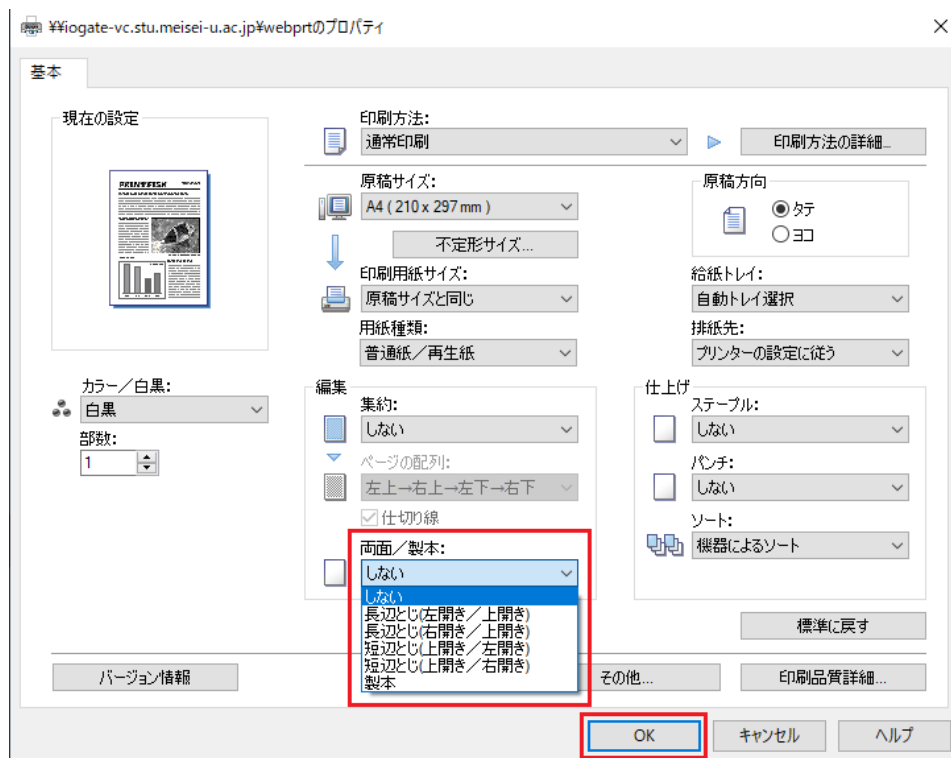 ¥¥iogate-vc.stu.meisei-u.ac.jp¥webprtのプロパティ
基本
現在の設定
PRINTFISK
印刷方法:
通常印刷
印刷方法の詳細...
原稿サイズ:
A4 ( 210 x 297 mm )
不定形サイズ...
原稿方向
タテ
ヨコ
印刷用紙サイズ:
原稿サイズと同じ
給紙トレイ:
自動トレイ選択
用紙種類:
普通紙/再生紙
排紙先:
プリンターの設定に従う
カラー/白黒:
白黒
部数:
1
編集
集約:
しない
ページの配列:
左上→右上→左下→右下
仕切り線
両面/製本:
しない
しない
長辺とじ(左開き/上開き)
長辺とじ(右開き/上開き)
短辺とじ(上開き/左開き)
短辺とじ(上開き/右開き)
製本
仕上げ
ステープル:
しない
パンチ:
しない
ソート:
機器によるソート
標準に戻す
バージョン情報
その他...
印刷品質詳細...
OK
キャンセル
ヘルプ